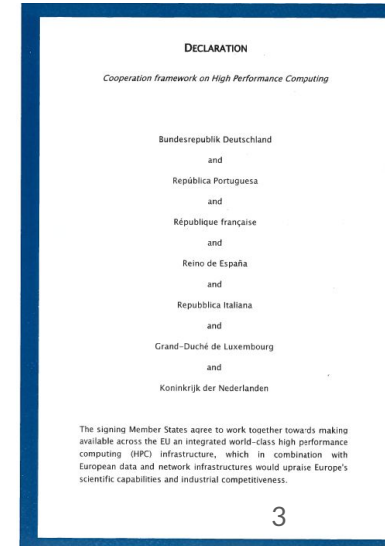 DECLARATION
Cooperation framework on High Performance Computing
Bundesrepublik Deutschland
and
República Portuguesa
and
République française
and
Reino de España
and
Repubblica Italiana
and
Grand-Duché de Luxembourg
and
Koninkrijk der Nederlanden
The signing Member States agree to work together towards making
available across the EU an integrated world-class high performance
computing (HPC) infrastructure, which in combination with
European data and network infrastructures would upraise Europe's
scientific capabilities and industrial competitiveness.
3